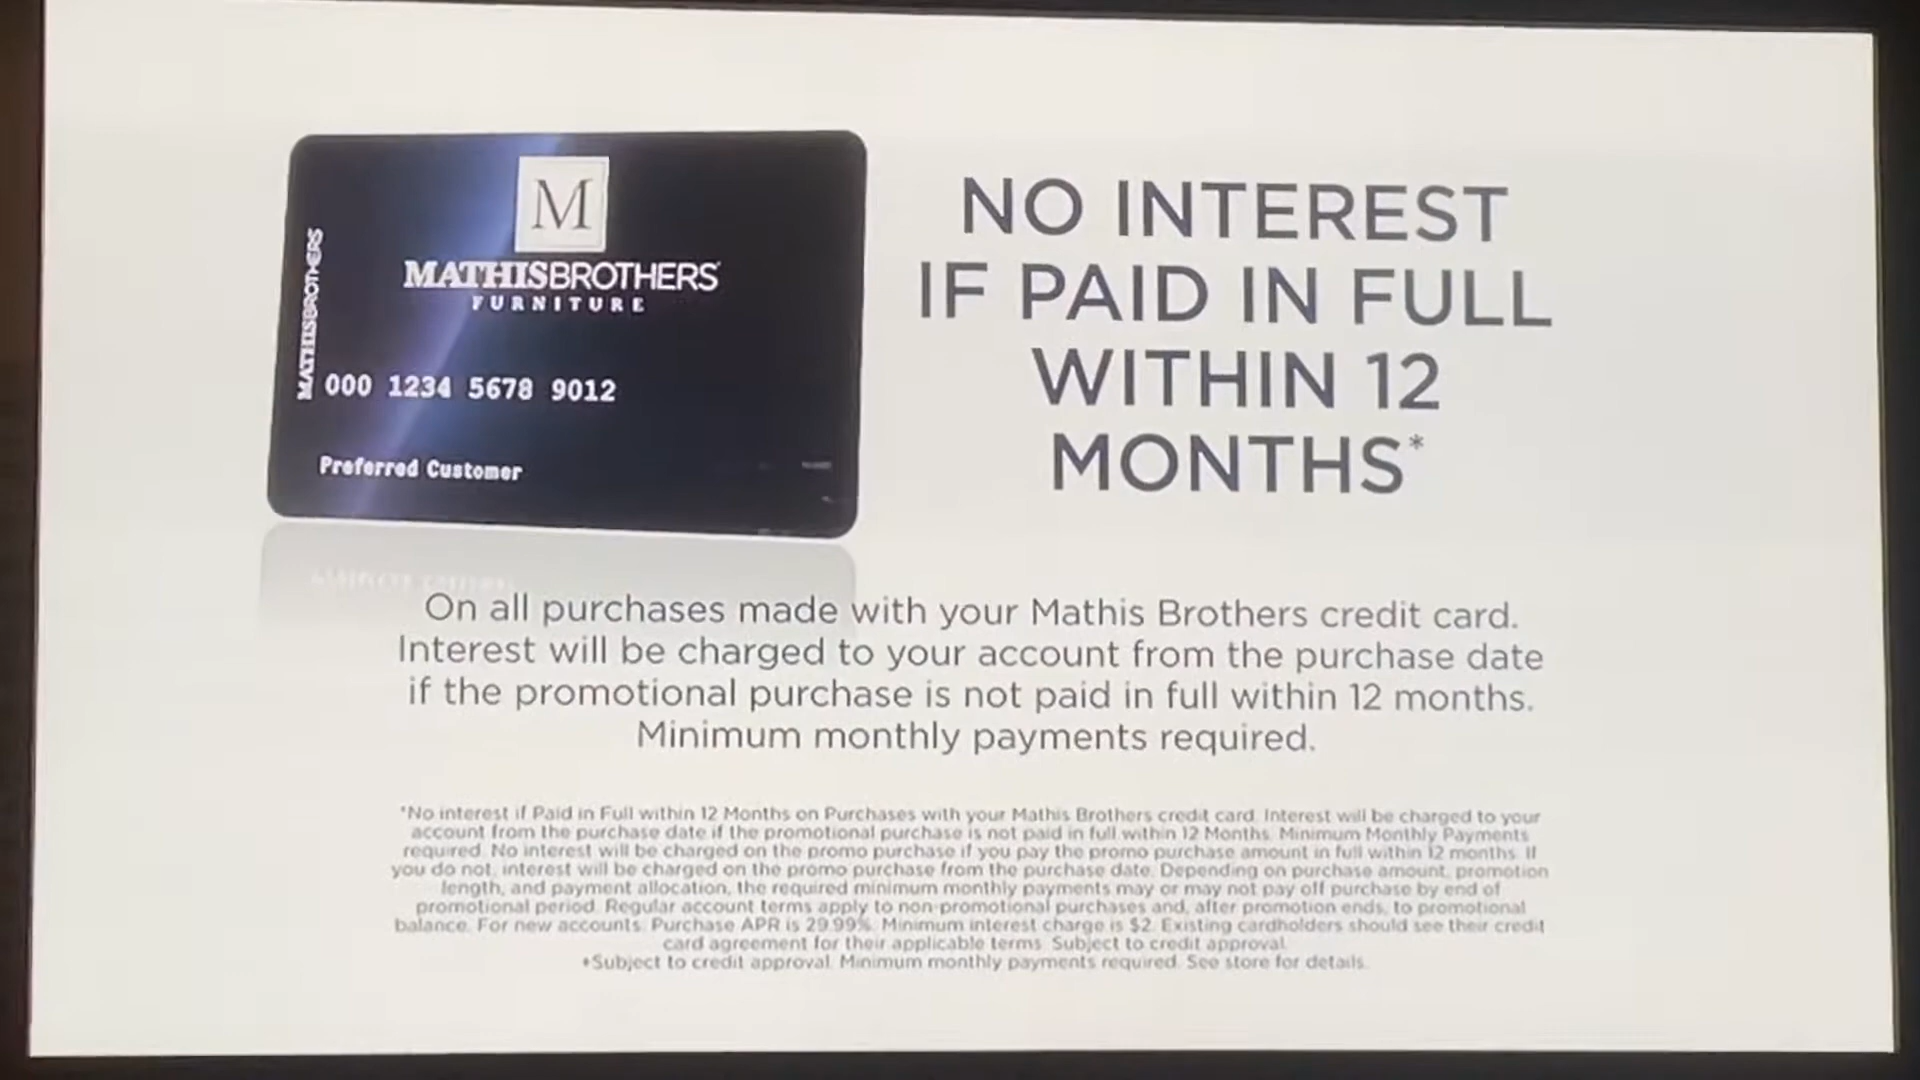 M
MATHISBROTHERS
FURNITURE
MATHISBROTHERS
000 1234 5678 9012
Preferred Customer
NO INTEREST
IF PAID IN FULL
WITHIN 12
MONTHS*
On all purchases made with your Mathis Brothers credit card.
Interest will be charged to your account from the purchase date
if the promotional purchase is not paid in full within 12 months.
Minimum monthly payments required.
*No interest if Paid in Full within 12 Months on Purchases with your Mathis Brothers credit card. Interest will be charged to your
account from the purchase date if the promotional purchase is not paid in full within 12 Months. Minimum Monthly Payments
required. No interest will be charged on the promo purchase if you pay the promo purchase amount in full within 12 months. If
you do not, interest will be charged on the promo purchase from the purchase date. Depending on purchase amount, promotion
length, and payment allocation, the required minimum monthly payments may or may not pay off purchase by end of
promotional period. Regular account terms apply to non-promotional purchases and, after promotion ends, to promotional
balance. For new accounts: Purchase APR is 29.99%. Minimum interest charge is $2. Existing cardholders should see their credit
card agreement for their applicable terms. Subject to credit approval.
+Subject to credit approval. Minimum monthly payments required. See store for details.